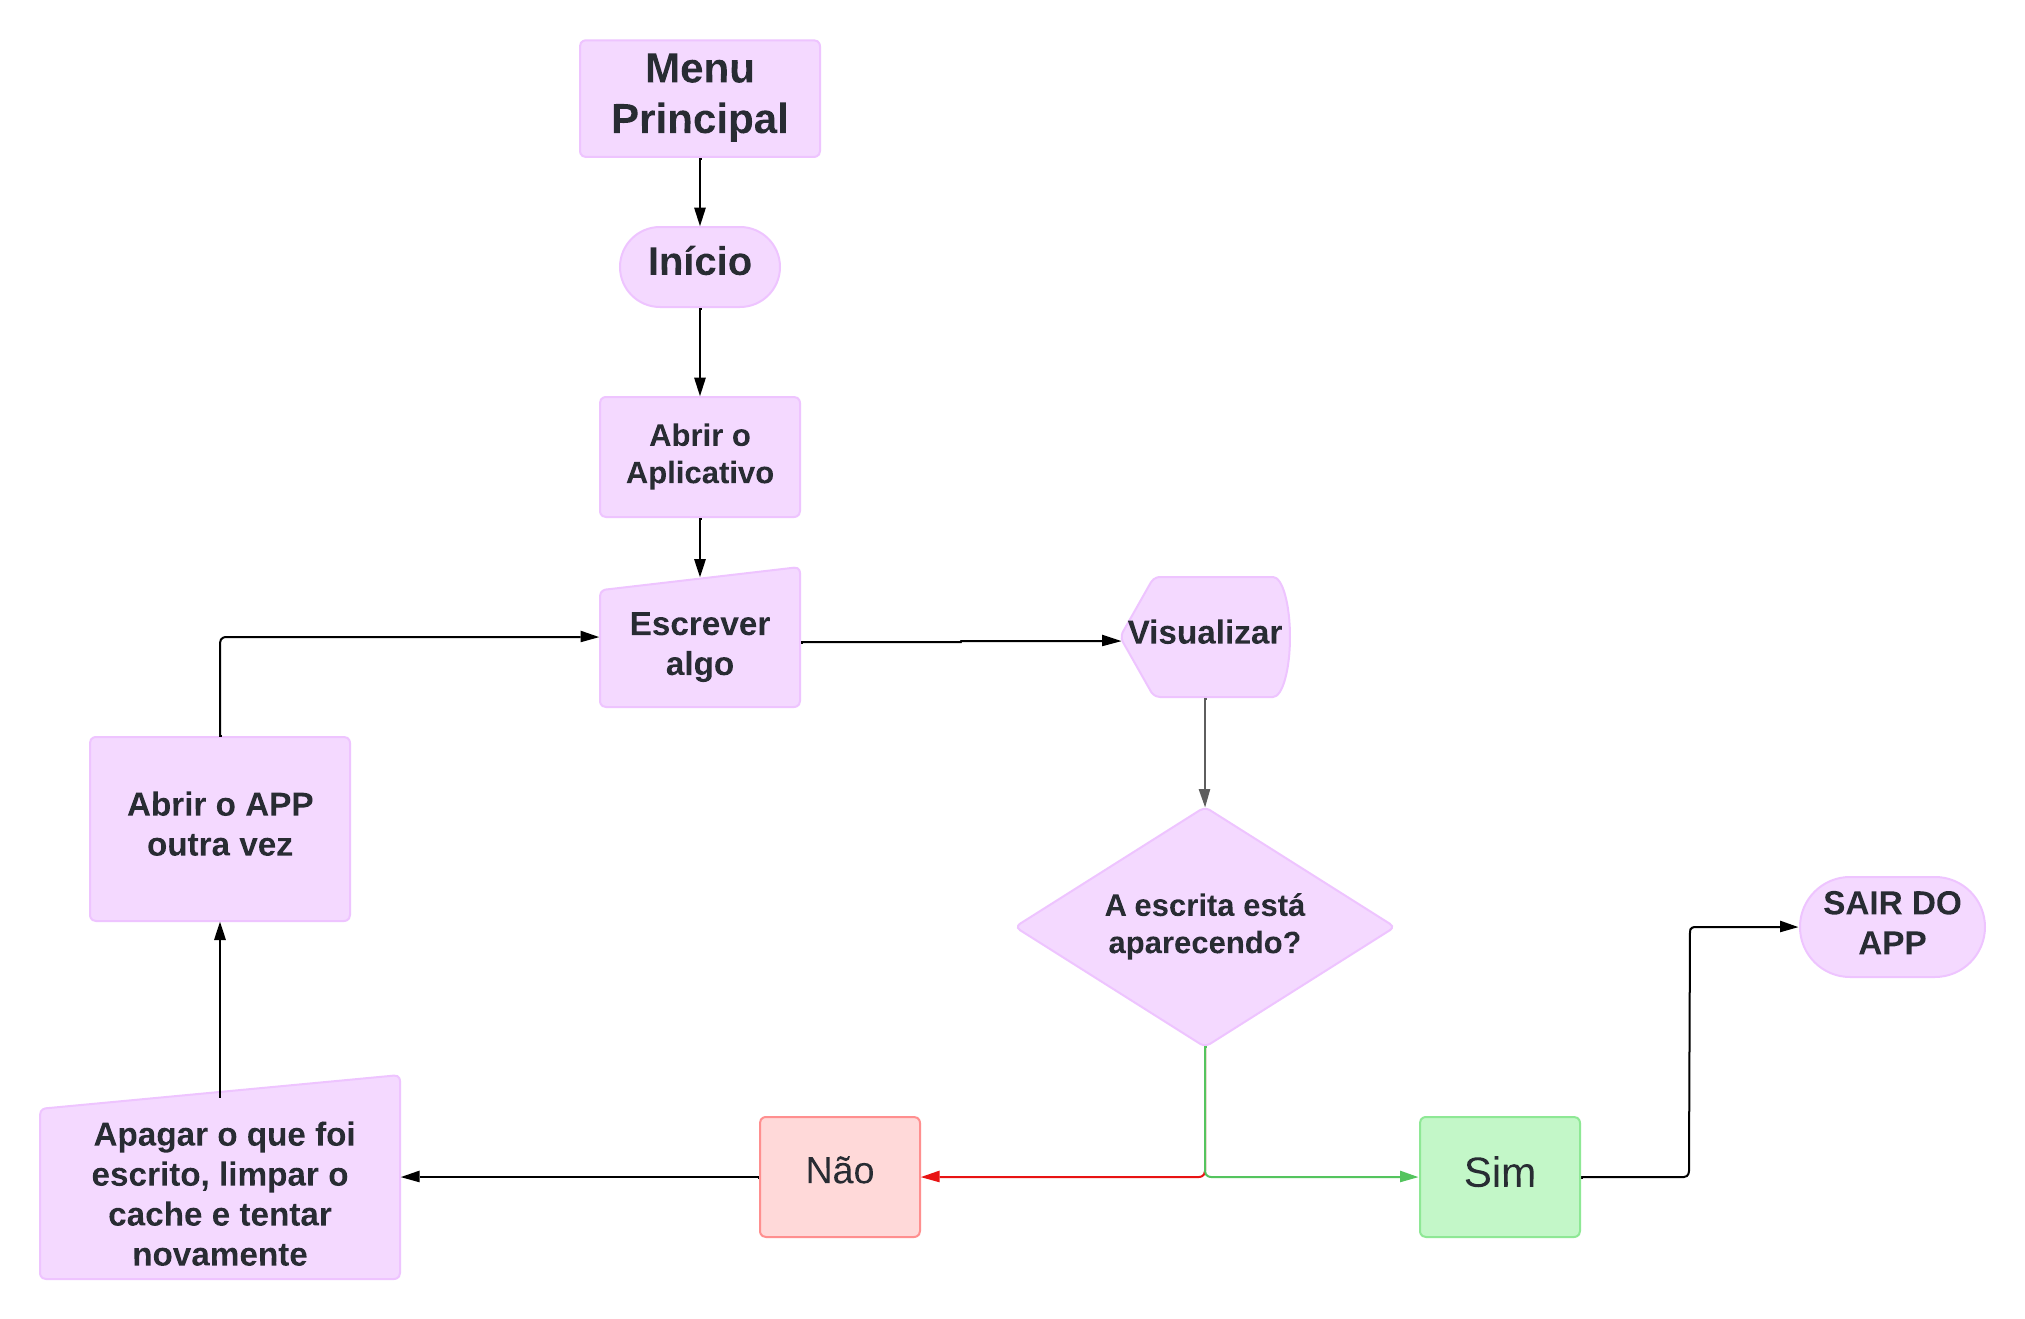 Menu
Principal
Início
Abrir o
Aplicativo
Escrever
algo
Visualizar
Abrir o APP
outra vez
A escrita está
aparecendo?
SAIR DO
APP
Apagar o que foi
escrito, limpar o
cache e tentar
novamente
Não
Sim